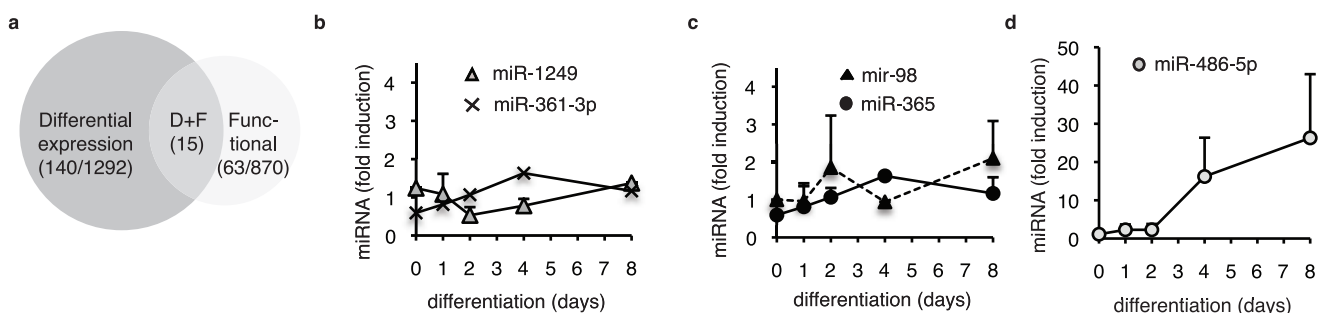 a
Differential
expression
(140/1292)
D+F
(15)
Func-
tional
(63/870)
b
miRNA (fold induction)
4
3
2
1
0
miR-1249
miR-361-3p
0 1 2 3 4 5 6 7 8
differentiation (days)
c
miRNA (fold induction)
4
3
2
1
0
mir-98
miR-365
0 1 2 3 4 5 6 7 8
differentiation (days)
d
miRNA (fold induction)
50
40
30
20
10
0
miR-486-5p
0 1 2 3 4 5 6 7 8
differentiation (days)